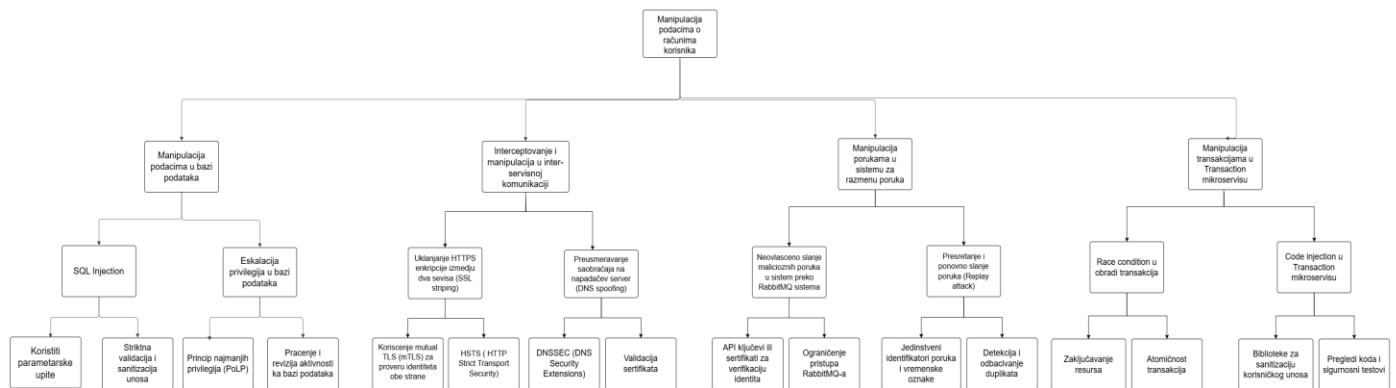 Manipulacija
podacima o
računima
korisnika
Manipulacija
podacima u bazi
podataka
Interceptovanje i
manipulacija u inter-
servisnoj
komunikaciji
Manipulacija
porukama u
sistemu za
razmenu poruka
Manipulacija
transakcijama u
Transaction
mikroservisu
SQL Injection
Eskalacija
privilegija u bazi
podataka
Uklanjanje HTTPS
enkripcije izmedju
dva sevisa (SSL
striping)
Preusmeravanje
saobraćaja na
napadačev server
(DNS spoofing)
Neovlasceno slanje
malicioznih poruka
u sistem preko
RabbitMQ sistema
Presretanje i
ponovno slanje
poruka (Replay
attack)
Race condition u
obradi transakcija
Code injection u
Transaction
mikroservisu
Koristiti
parametarske
upite
Striktna
validacija i
sanitizacija
unosa
Princip najmanjih
privilegija (PoLP)
Pracenje i
revizija aktivnosti
ka bazi podataka
Koriscenje mutual
TLS (mTLS) za
proveru identiteta
obe strane
HSTS ( HTTP
Strict Transport
Security)
DNSSEC (DNS
Security
Extensions)
Validacija
sertifikata
API ključevi ili
sertifikati za
verifikaciju
identita
Ograničenje
pristupa
RabbitMQ-a
Jedinstveni
identifikatori poruka
i vremenske
oznake
Detekcija i
odbacivanje
duplikata
Zaključavanje
resursa
Atomičnost
transakcija
Biblioteke za
sanitizaciju
korisničkog unosa
Pregledi koda i
sigurnosni testovi